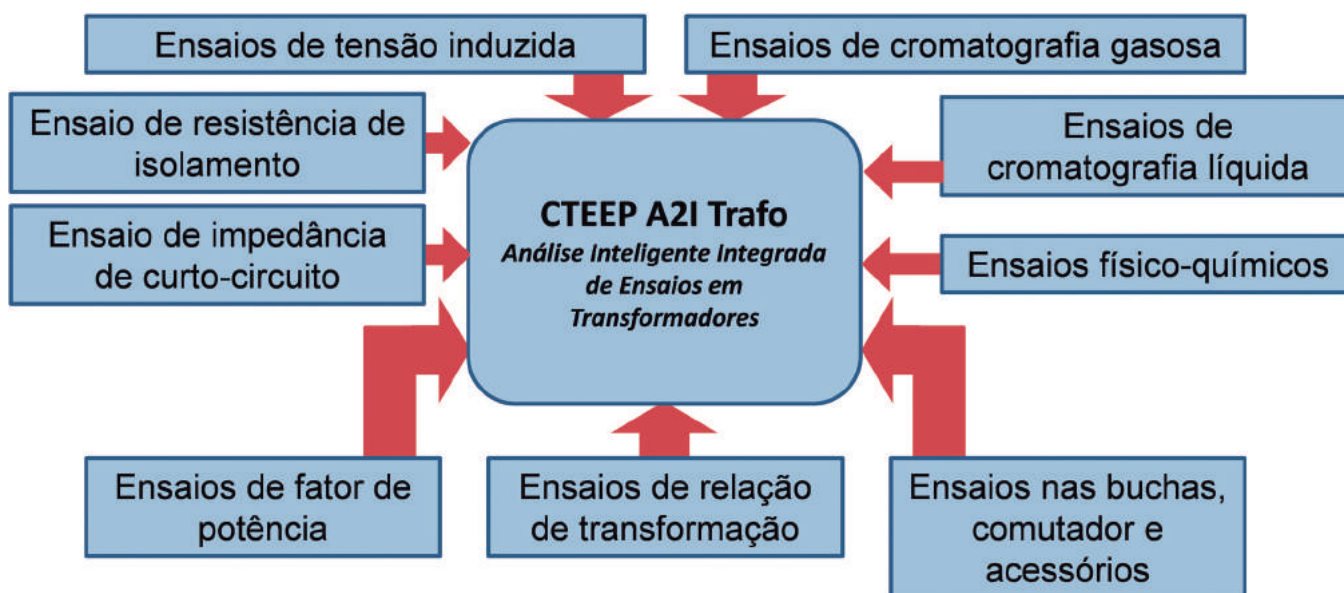 Ensaios de tensão induzida
Ensaios de cromatografia gasosa
Ensaio de resistência de
isolamento
Ensaios de
cromatografia líquida
CTEEP A2I Trafo
Análise Inteligente Integrada
de Ensaios em
Transformadores
Ensaio de impedância
de curto-circuito
Ensaios físico-químicos
Ensaios de fator de
potência
Ensaios de relação
de transformação
Ensaios nas buchas,
comutador e
acessórios